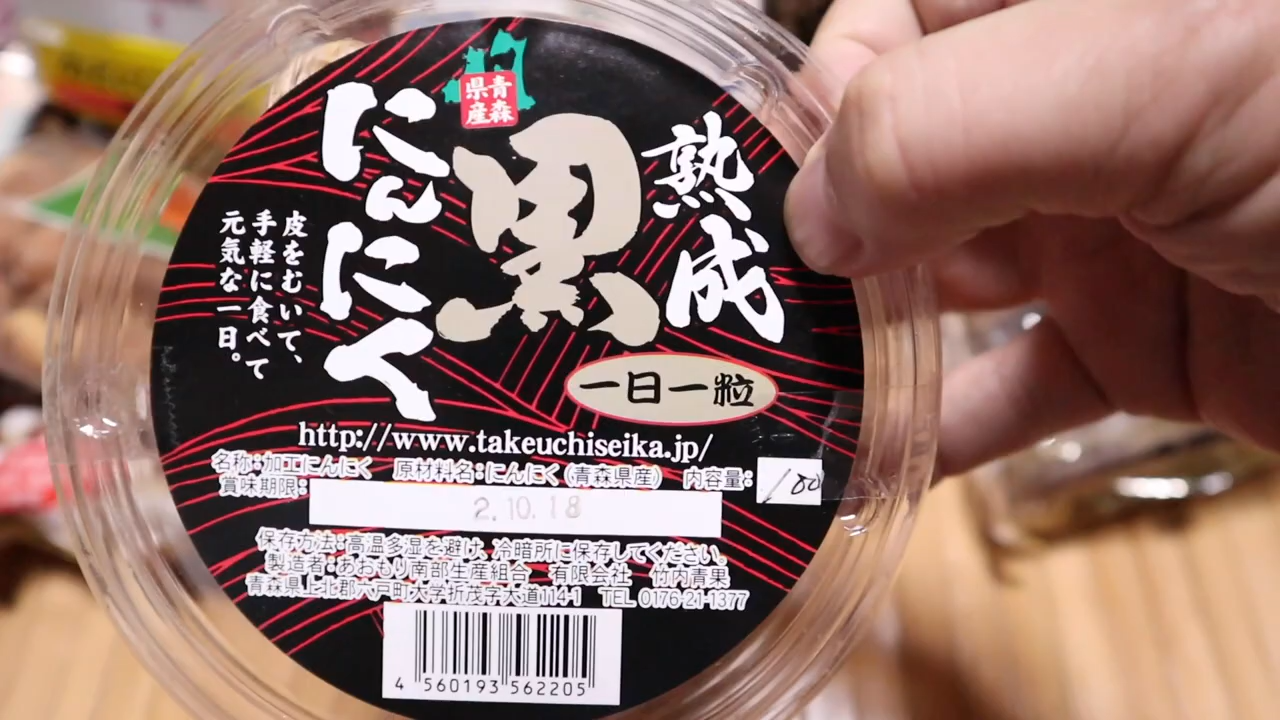 青森
県産
熟成
黒
にんにく
一日一粒
皮をむいて、
手軽に食べて
元気な一日。
http://www.takeuchiseika.jp/
名称:加工にんにく 原材料名:にんにく(青森県産) 内容量: 100
賞味期限: 2.10.18
保存方法:高温多湿を避け、冷暗所に保存してください。
製造者:あおもり南部生産組合 有限会社 竹内青果
青森県上北郡六戸町大字折茂字大道114-1 TEL 0176-21-1377
4 560193 562205